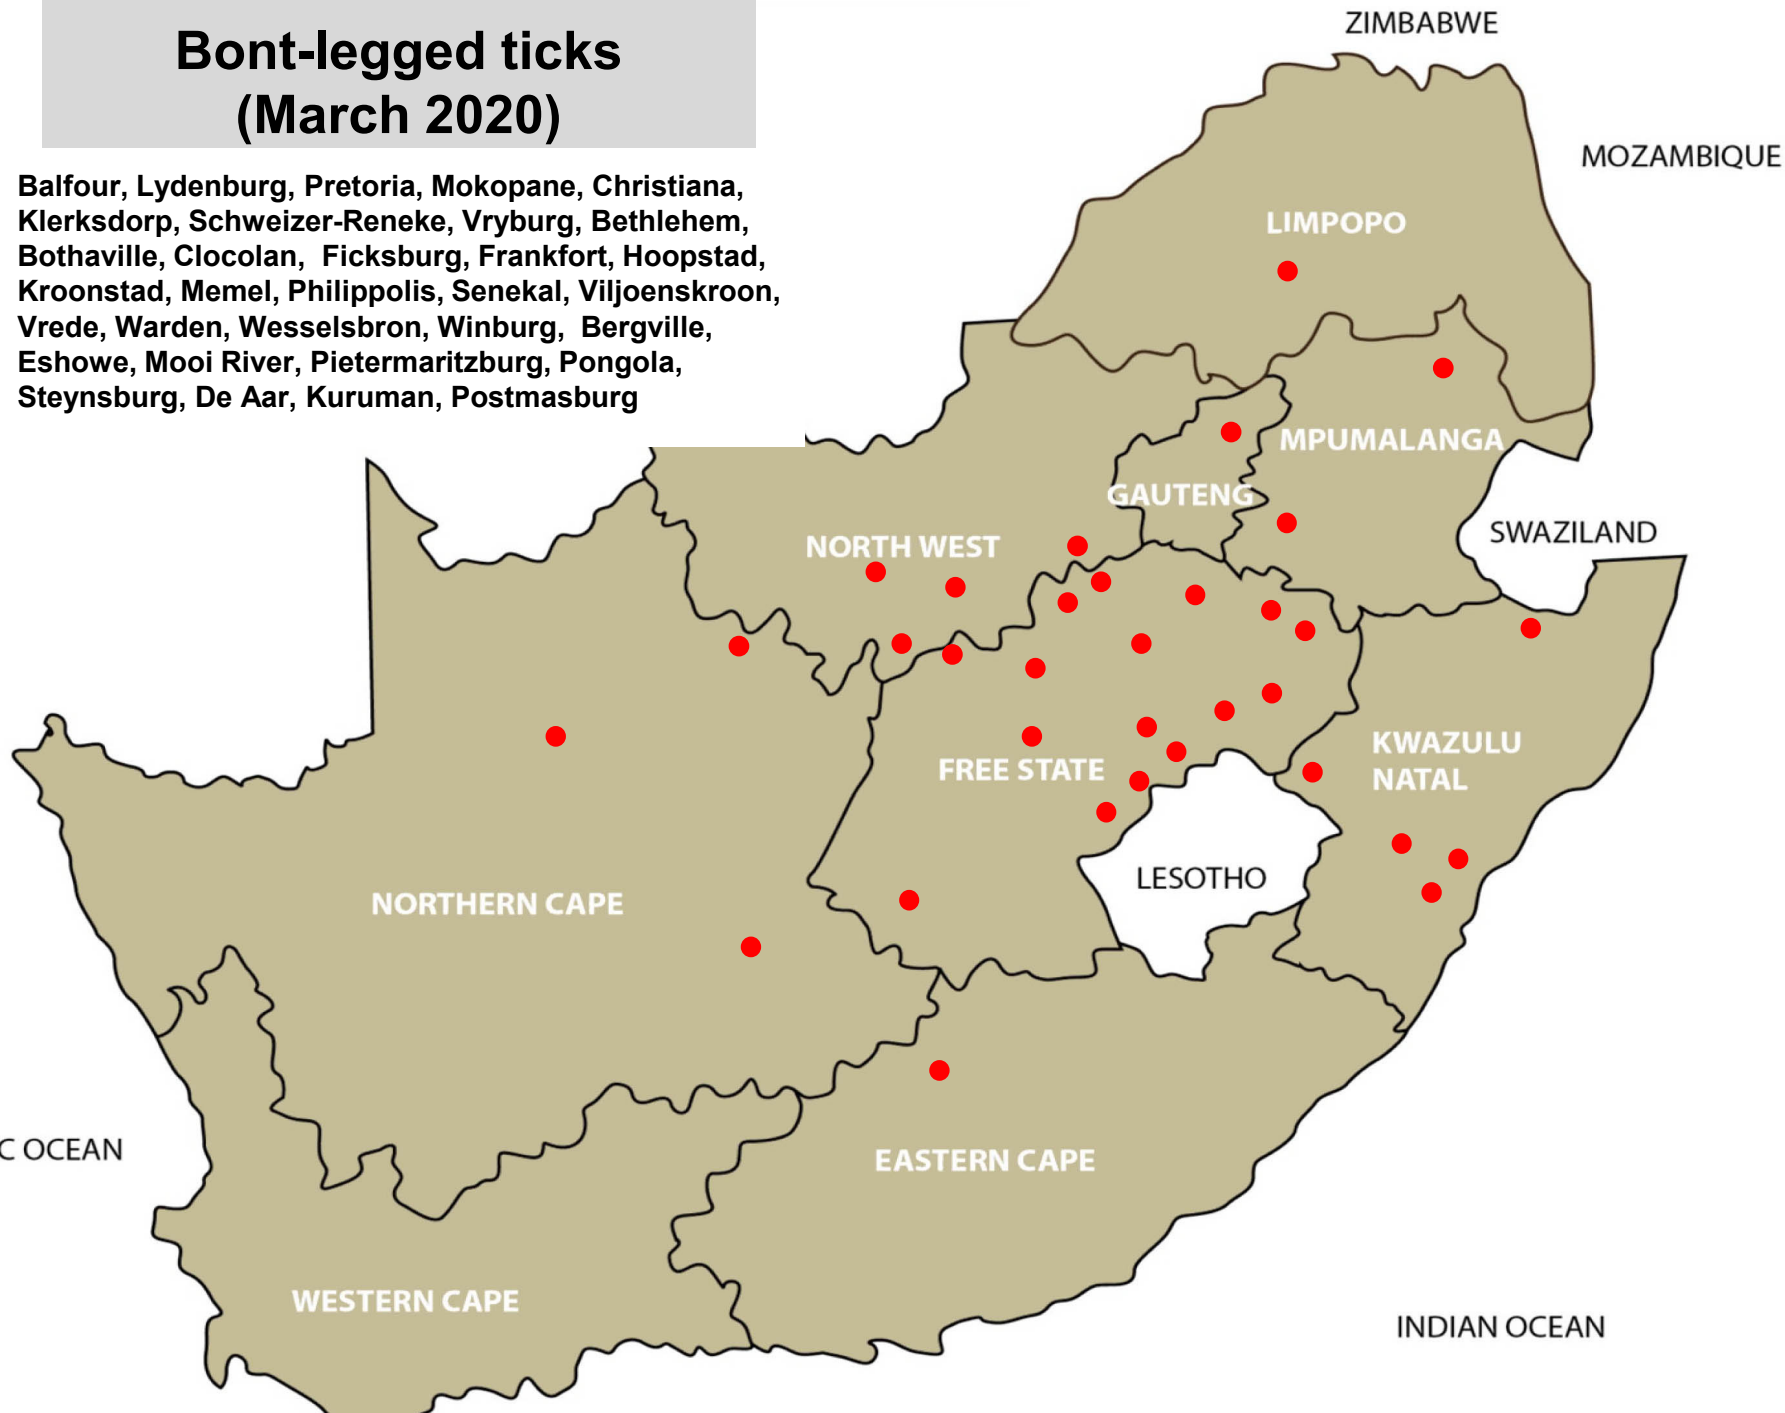 Bont-legged ticks
(March 2020)
Balfour, Lydenburg, Pretoria, Mokopane, Christiana,
Klerksdorp, Schweizer-Reneke, Vryburg, Bethlehem,
Bothaville, Clocolan, Ficksburg, Frankfort, Hoopstad,
Kroonstad, Memel, Philippolis, Senekal, Viljoenskroon,
Vrede, Warden, Wesselsbron, Winburg, Bergville,
Eshowe, Mooi River, Pietermaritzburg, Pongola,
Steynsburg, De Aar, Kuruman, Postmasburg
ZIMBABWE
MOZAMBIQUE
LIMPOPO
MPUMALANGA
GAUTENG
SWAZILAND
NORTH WEST
KWAZULU
NATAL
FREE STATE
LESOTHO
NORTHERN CAPE
C OCEAN
EASTERN CAPE
WESTERN CAPE
INDIAN OCEAN